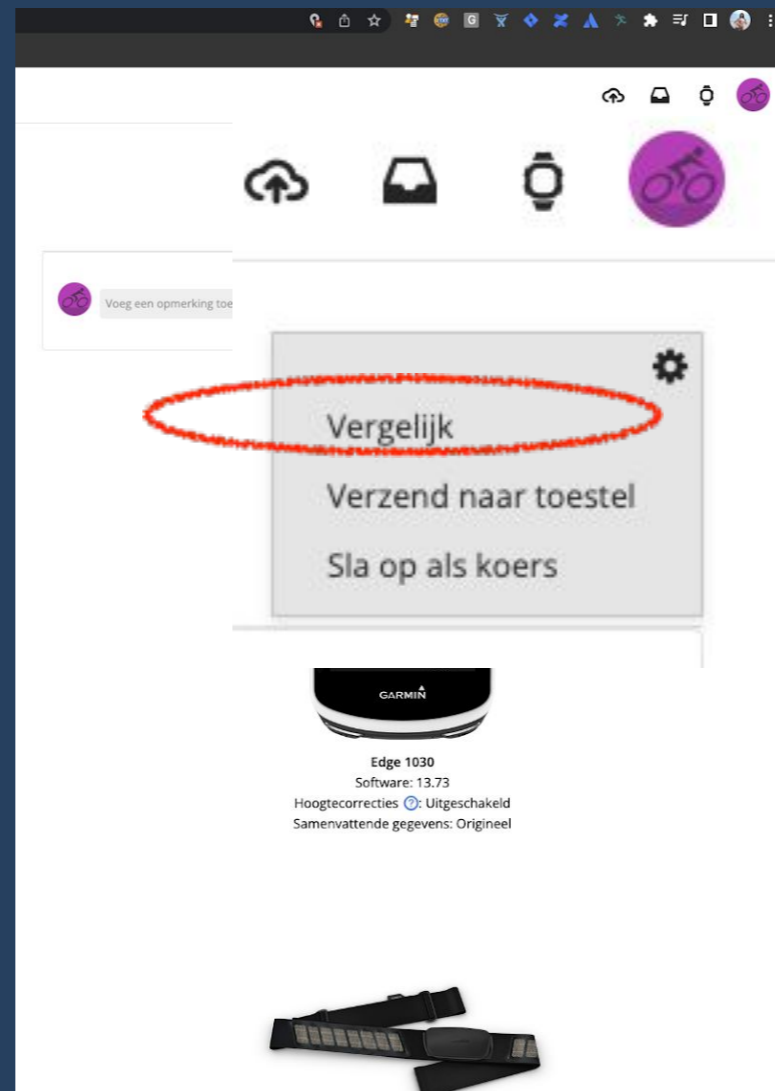 Voeg een opmerking toe
Vergelijk
Verzend naar toestel
Sla op als koers
GARMIN
Edge 1030
Software: 13.73
Hoogtecorrecties ?: Uitgeschakeld
Samenvattende gegevens: Origineel